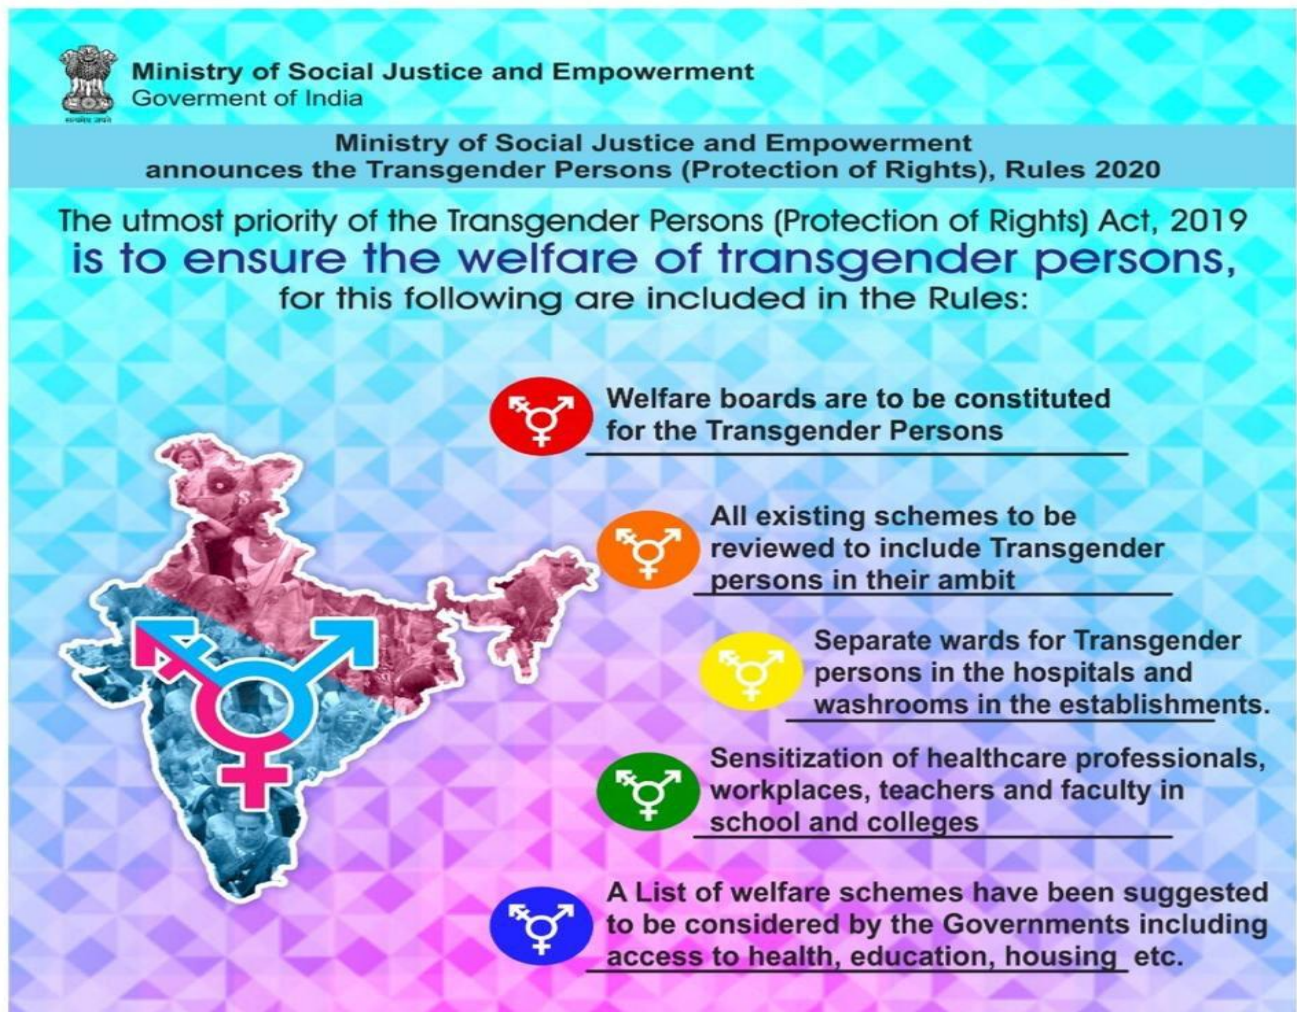 Ministry of Social Justice and Empowerment
Goverment of India
सत्यमेव जयते
Ministry of Social Justice and Empowerment
announces the Transgender Persons (Protection of Rights), Rules 2020
The utmost priority of the Transgender Persons (Protection of Rights) Act, 2019
is to ensure the welfare of transgender persons,
for this following are included in the Rules:
Welfare boards are to be constituted
for the Transgender Persons
All existing schemes to be
reviewed to include Transgender
persons in their ambit
Separate wards for Transgender
persons in the hospitals and
washrooms in the establishments.
Sensitization of healthcare professionals,
workplaces, teachers and faculty in
school and colleges
A List of welfare schemes have been suggested
to be considered by the Governments including
access to health, education, housing etc.